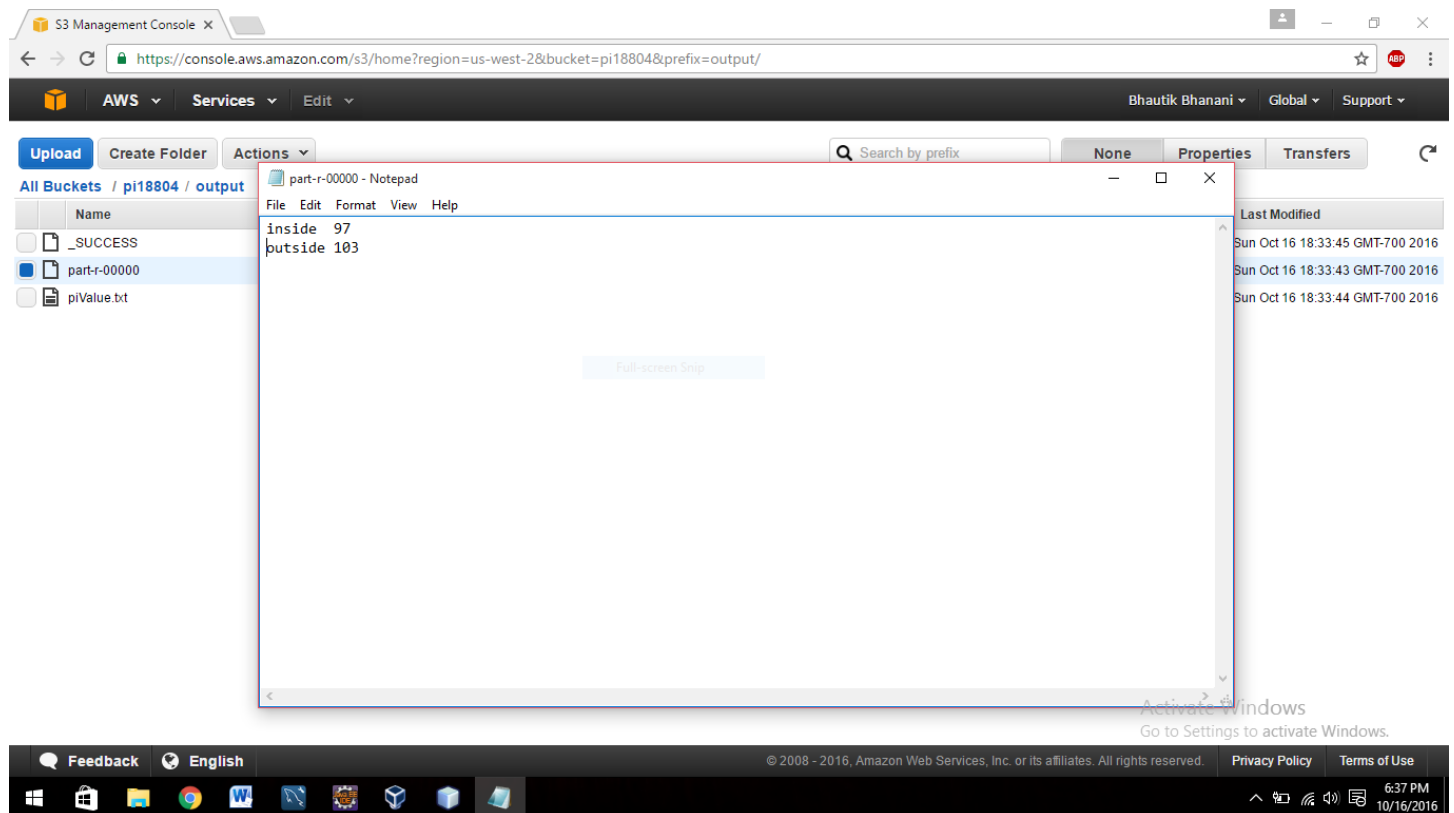 S3 Management Console
https://console.aws.amazon.com/s3/home?region=us-west-2&bucket=pi18804&prefix=output/
ABP
AWS Services Edit Bhautik Bhanani Global Support
Upload Create Folder Actions Search by prefix None Properties Transfers
All Buckets / pi18804 / output
part-r-00000 - Notepad
File Edit Format View Help
Name Last Modified
inside 97
outside 103
_SUCCESS Sun Oct 16 18:33:45 GMT-700 2016
part-r-00000 Sun Oct 16 18:33:43 GMT-700 2016
piValue.txt Sun Oct 16 18:33:44 GMT-700 2016
Full-screen Snip
Activate Windows
Go to Settings to activate Windows.
Feedback English © 2008 - 2016, Amazon Web Services, Inc. or its affiliates. All rights reserved. Privacy Policy Terms of Use
6:37 PM
10/16/2016